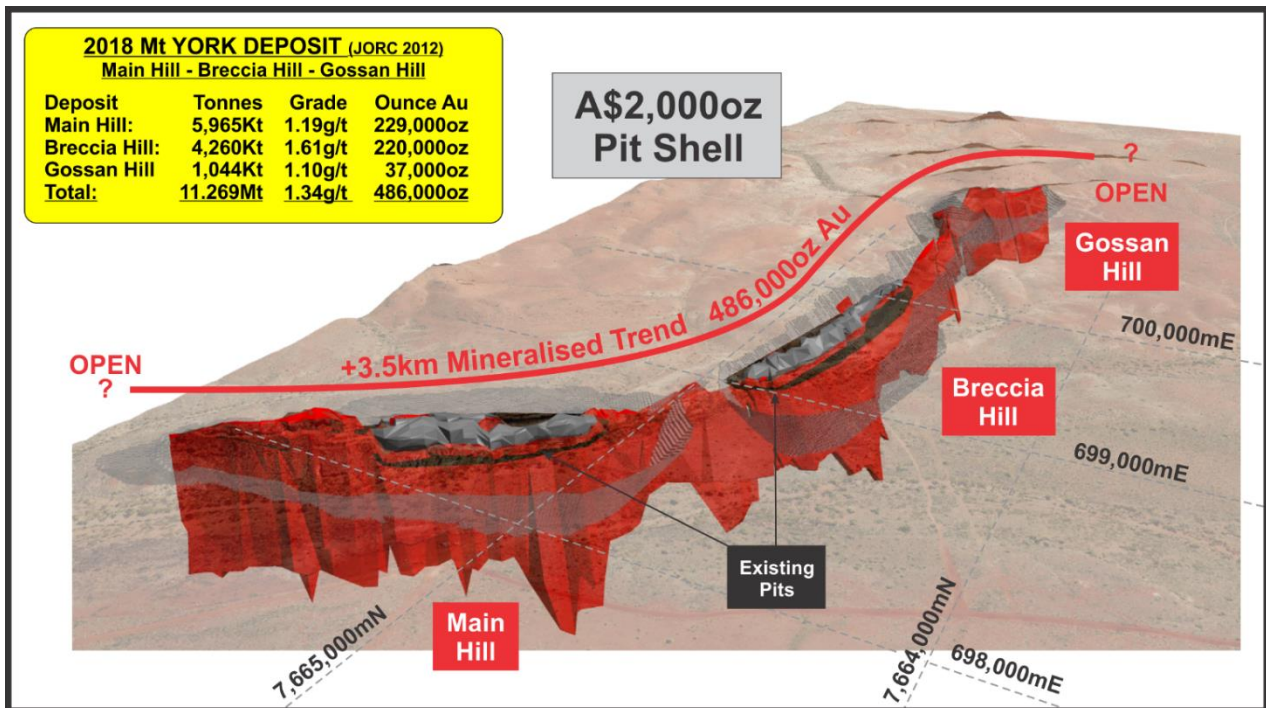 2018 Mt YORK DEPOSIT (JORC 2012)
Main Hill - Breccia Hill - Gossan Hill
Deposit Tonnes Grade Ounce Au
Main Hill: 5,965Kt 1.19g/t 229,000oz
Breccia Hill: 4,260Kt 1.61g/t 220,000oz
Gossan Hill 1,044Kt 1.10g/t 37,000oz
Total: 11.269Mt 1.34g/t 486,000oz
A$2,000oz
Pit Shell
?
OPEN
Gossan
Hill
+3.5km Mineralised Trend 486,000oz Au
700,000mE
OPEN
?
Breccia
Hill
699,000mE
Existing
Pits
Main
Hill
7,665,000mN
7,664,000mN
698,000mE